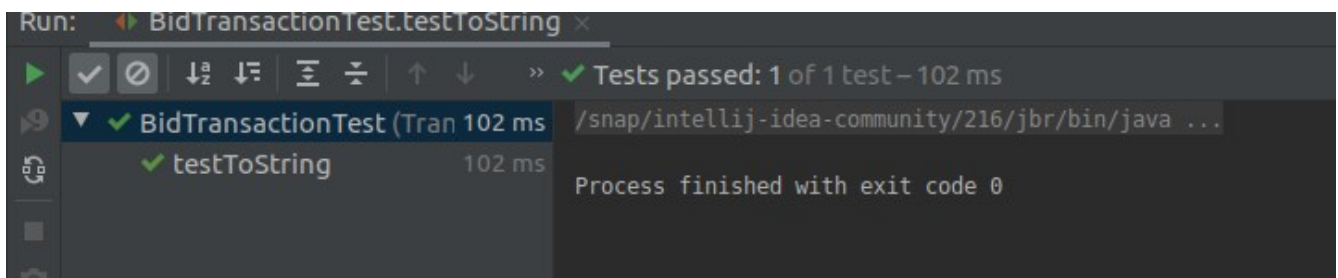 Run: BidTransactionTest.testToString ×
» Tests passed: 1 of 1 test – 102 ms
BidTransactionTest (Tran 102 ms
testToString 102 ms
/snap/intellij-idea-community/216/jbr/bin/java ...
Process finished with exit code 0